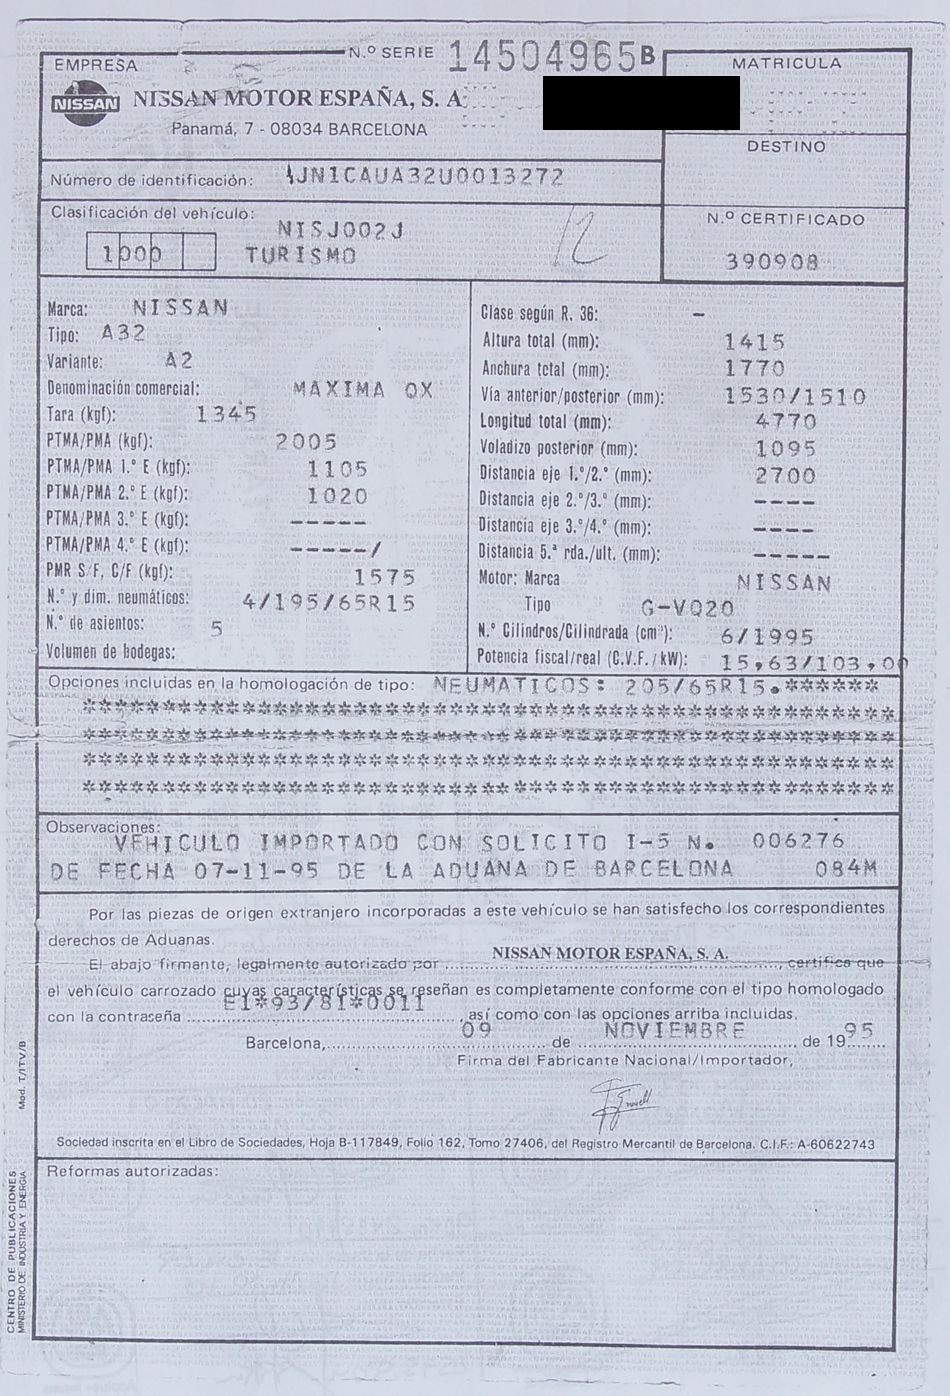 N.º SERIE 14504965B
EMPRESA
MATRICULA
NISSAN
NISSAN MOTOR ESPAÑA, S. A.
Panamá, 7 - 08034 BARCELONA
DESTINO
Número de identificación: JN1CAUA32U0013272
Clasificación del vehículo: NISJ002J
1000 TURISMO
12
N.º CERTIFICADO
390908
Marca: NISSAN
Tipo: A32
Variante: A2
Denominación comercial: MAXIMA QX
Tara (kgf): 1345
PTMA/PMA (kgf): 2005
PTMA/PMA 1.º E (kgf): 1105
PTMA/PMA 2.º E (kgf): 1020
PTMA/PMA 3.º E (kgf): -----
PTMA/PMA 4.º E (kgf): -----/
PMR S/F, C/F (kgf): 1575
N.º y dim. neumáticos: 4/195/65R15
N.º de asientos: 5
Volumen de bodegas:
Clase según R. 36: -
Altura total (mm): 1415
Anchura total (mm): 1770
Vía anterior/posterior (mm): 1530/1510
Longitud total (mm): 4770
Voladizo posterior (mm): 1095
Distancia eje 1.º/2.º (mm): 2700
Distancia eje 2.º/3.º (mm): ----
Distancia eje 3.º/4.º (mm): ----
Distancia 5.ª rda./ult. (mm): -----
Motor: Marca NISSAN
Tipo G-VQ20
N.º Cilindros/Cilindrada (cm³): 6/1995
Potencia fiscal/real (C.V.F./kW): 15,63/103,00
Opciones incluidas en la homologación de tipo: NEUMATICOS: 205/65R15.******
***************************************************
***************************************************
***************************************************
***************************************************
Observaciones:
VEHICULO IMPORTADO CON SOLICITO I-5 N. 006276
DE FECHA 07-11-95 DE LA ADUANA DE BARCELONA 084M
Por las piezas de origen extranjero incorporadas a este vehículo se han satisfecho los correspondientes
derechos de Aduanas.
El abajo firmante, legalmente autorizado por NISSAN MOTOR ESPAÑA, S. A., certifica que
el vehículo carrozado cuyas características se reseñan es completamente conforme con el tipo homologado
con la contraseña E1*93/81*0011, así como con las opciones arriba incluidas.
Barcelona, 09 de NOVIEMBRE de 19 95
Firma del Fabricante Nacional/Importador,
Sociedad inscrita en el Libro de Sociedades, Hoja B-117849, Folio 162, Tomo 27406, del Registro Mercantil de Barcelona. C.I.F.: A-60622743
Reformas autorizadas:
Mod. T/ITV/B
CENTRO DE PUBLICACIONES
MINISTERIO DE INDUSTRIA Y ENERGIA